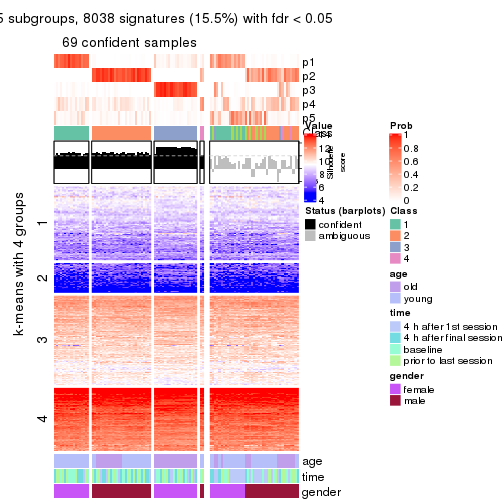 5 subgroups, 8038 signatures (15.5%) with fdr < 0.05
69 confident samples
p1
p2
p3
p4
p5
Class
k-means with 4 groups
1
2
3
4
Silhouette
score
Value
14
12
10
8
6
4
Prob
1
0.8
0.6
0.4
0.2
0
Status (barplots)
confident
ambiguous
Class
1
2
3
4
age
old
young
time
4 h after 1st session
4 h after final session
baseline
prior to last session
gender
female
male
age
time
gender